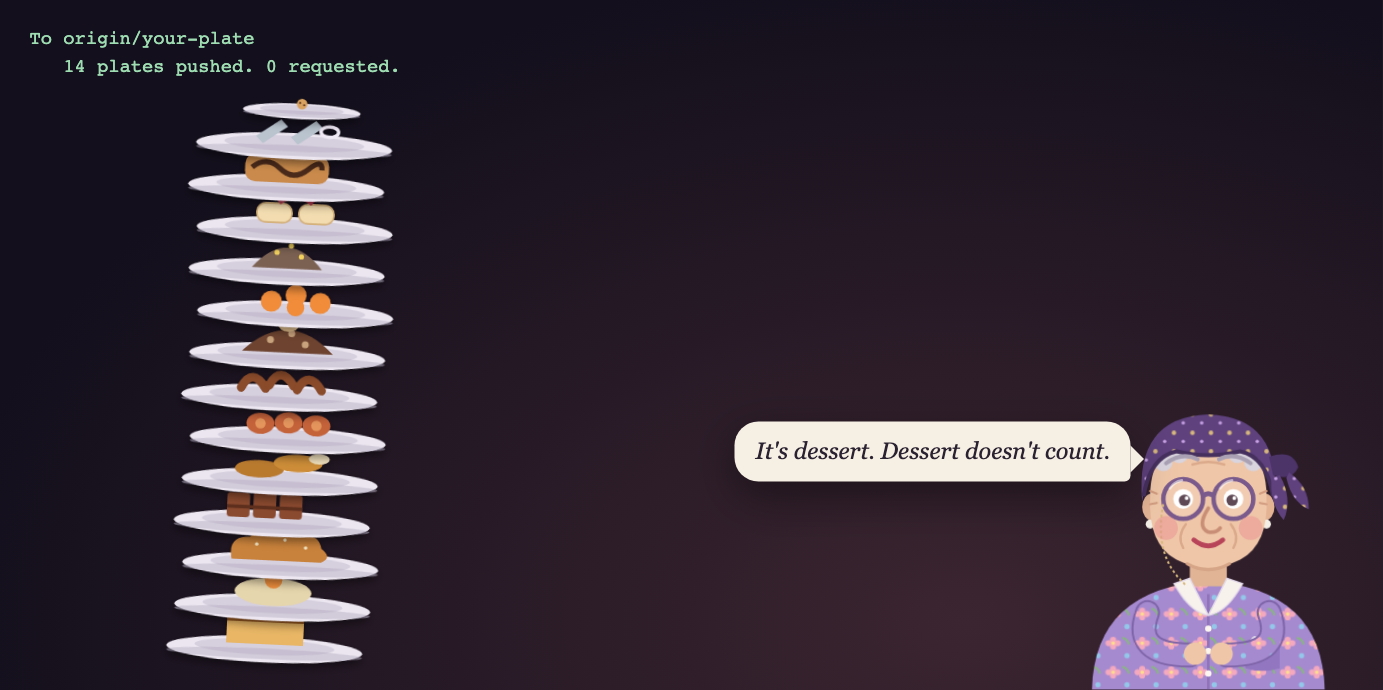 To origin/your-plate
14 plates pushed. 0 requested.
It's dessert. Dessert doesn't count.